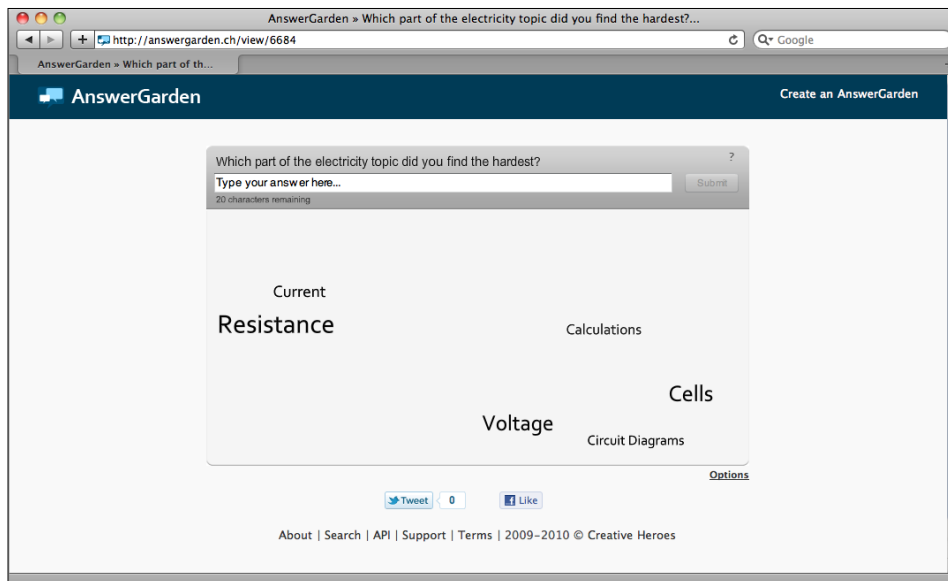 AnswerGarden » Which part of the electricity topic did you find the hardest?...
http://answergarden.ch/view/6684
Google
AnswerGarden » Which part of th...
AnswerGarden
Create an AnswerGarden
Which part of the electricity topic did you find the hardest?
?
Type your answer here...
Submit
20 characters remaining
Current
Resistance
Calculations
Cells
Voltage
Circuit Diagrams
Options
Tweet 0
Like
About | Search | API | Support | Terms | 2009–2010 © Creative Heroes